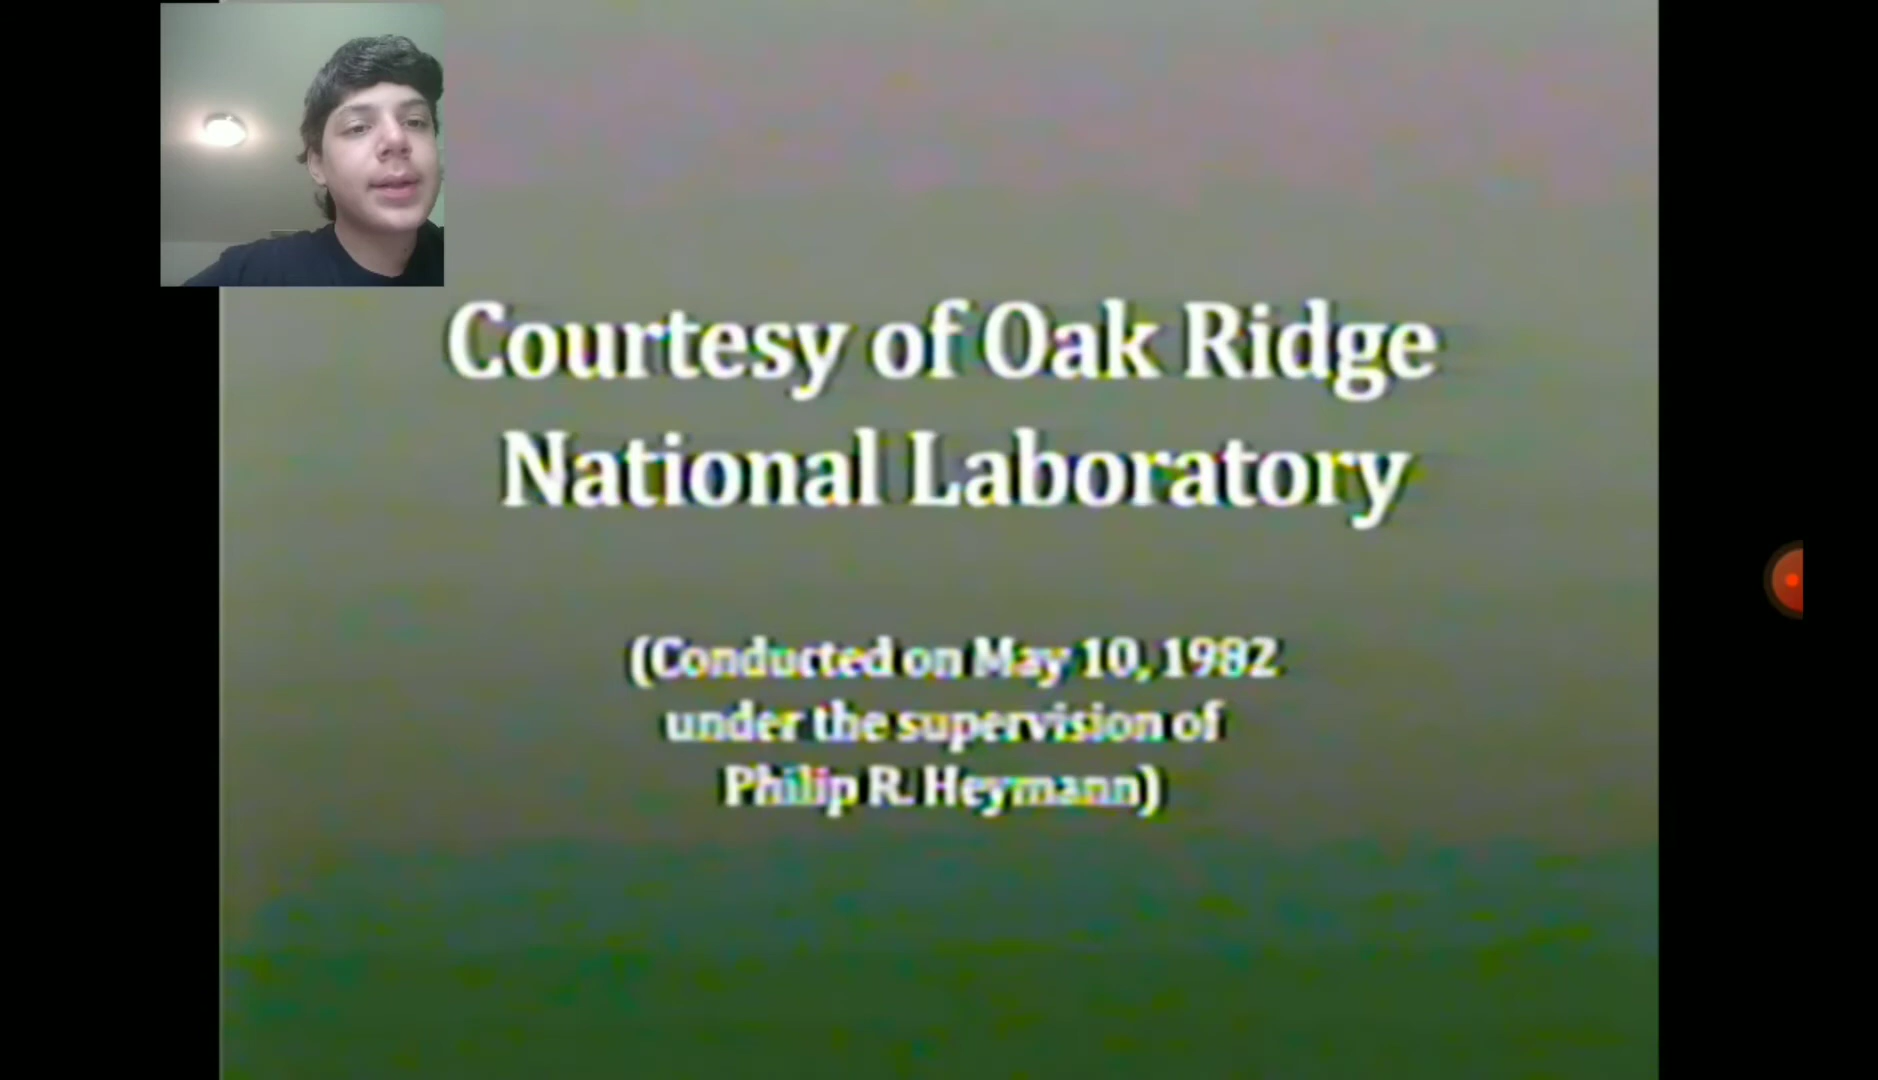 Courtesy of Oak Ridge
National Laboratory
(Conducted on May 10, 1982
under the supervision of
Philip R. Heymann)